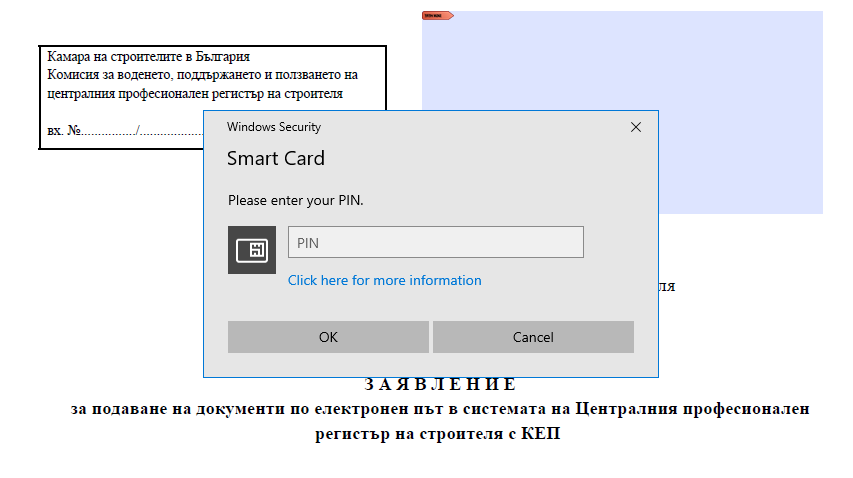 Камара на строителите в България
Комисия за воденето, поддържането и ползването на
централния професионален регистър на строителя
вх. №................/...................
Windows Security
Smart Card
Please enter your PIN.
PIN
Click here for more information
OK
Cancel
ля
З А Я В Л Е Н И Е
за подаване на документи по електронен път в системата на Централния професионален
регистър на строителя с КЕП